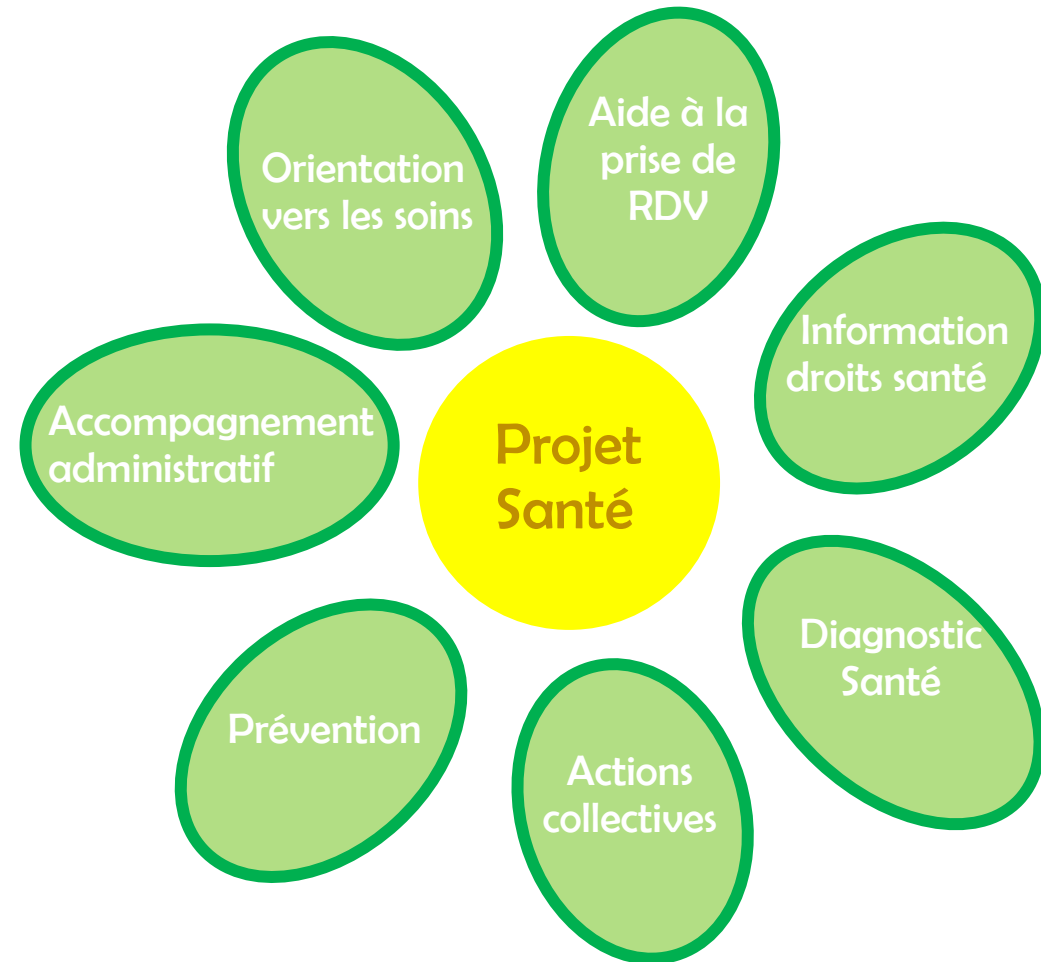 Orientation
vers les soins
Aide à la
prise de
RDV
Information
droits santé
Accompagnement
administratif
Projet
Santé
Diagnostic
Santé
Prévention
Actions
collectives